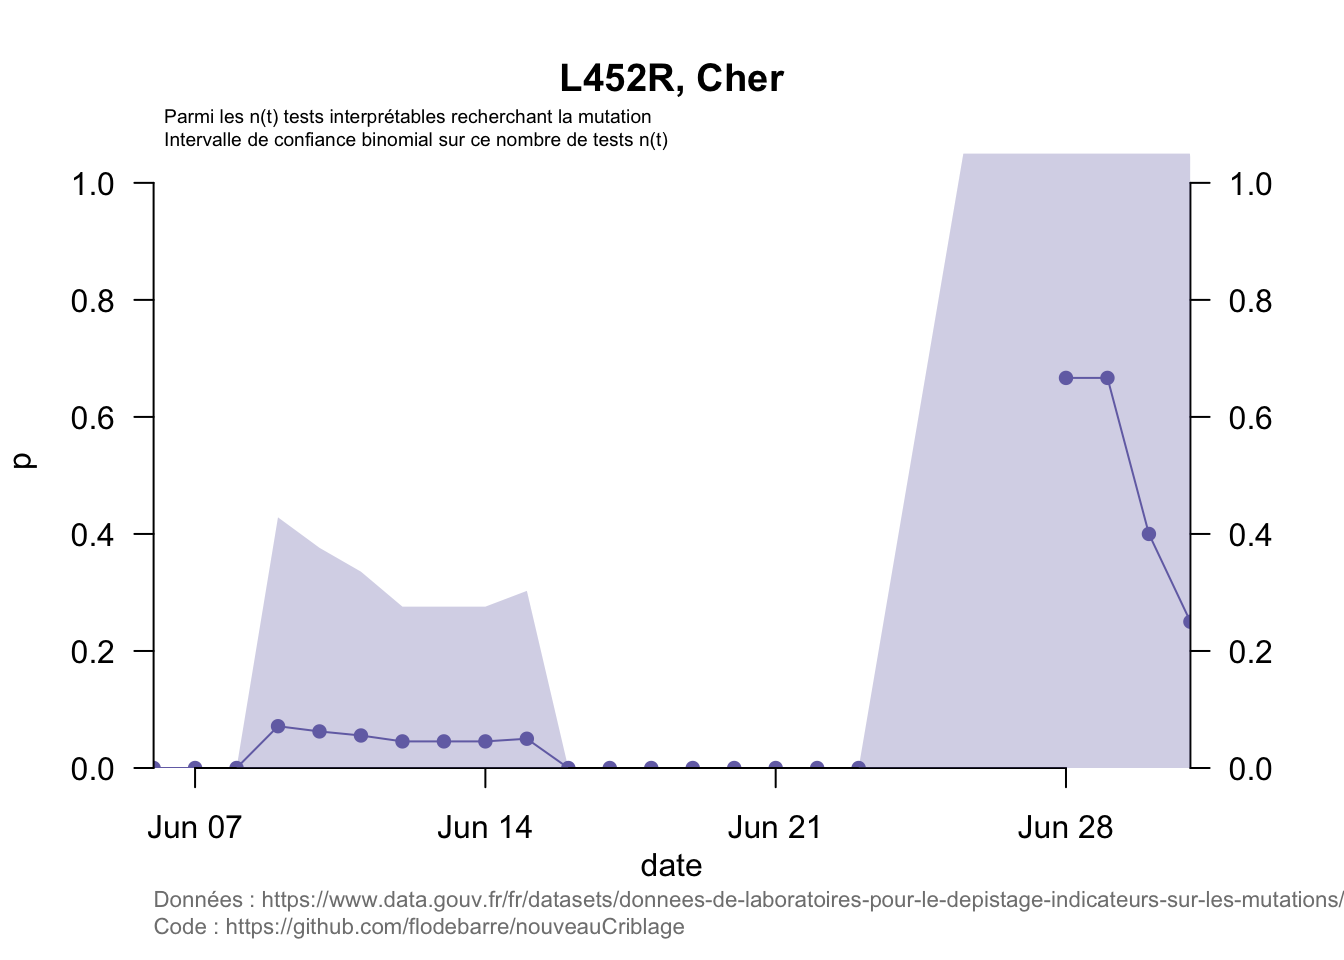 L452R, Cher
Parmi les n(t) tests interprétables recherchant la mutation
Intervalle de confiance binomial sur ce nombre de tests n(t)
1.0
0.8
0.6
0.4
0.2
0.0
p
1.0
0.8
0.6
0.4
0.2
0.0
Jun 07 Jun 14 Jun 21 Jun 28
date
Données : https://www.data.gouv.fr/fr/datasets/donnees-de-laboratoires-pour-le-depistage-indicateurs-sur-les-mutations/
Code : https://github.com/flodebarre/nouveauCriblage